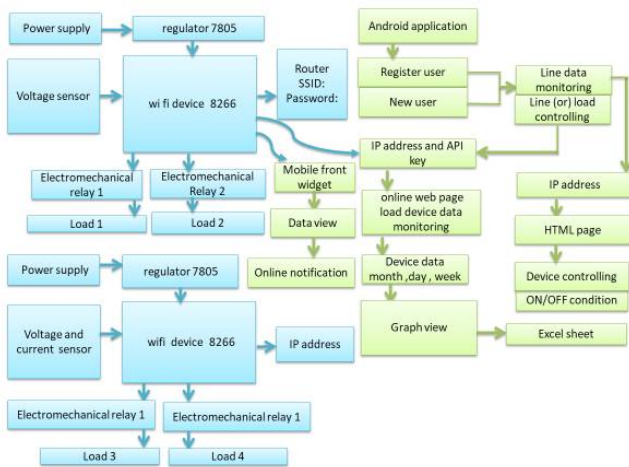 Power supply
regulator 7805
Voltage sensor
wi fi device 8266
Router
SSID:
Password:
Electromechanical
relay 1
Electromechanical
Relay 2
Load 1
Load 2
Android application
Register user
New user
Line data
monitoring
Line (or) load
controlling
IP address and API
key
Mobile front
widget
Data view
Online notification
online web page
load device data
monitoring
Device data
month ,day , week
Graph view
Excel sheet
IP address
HTML page
Device controlling
ON/OFF condition
Power supply
regulator 7805
Voltage and
current sensor
wifi device 8266
IP address
Electromechanical relay 1
Electromechanical relay 1
Load 3
Load 4